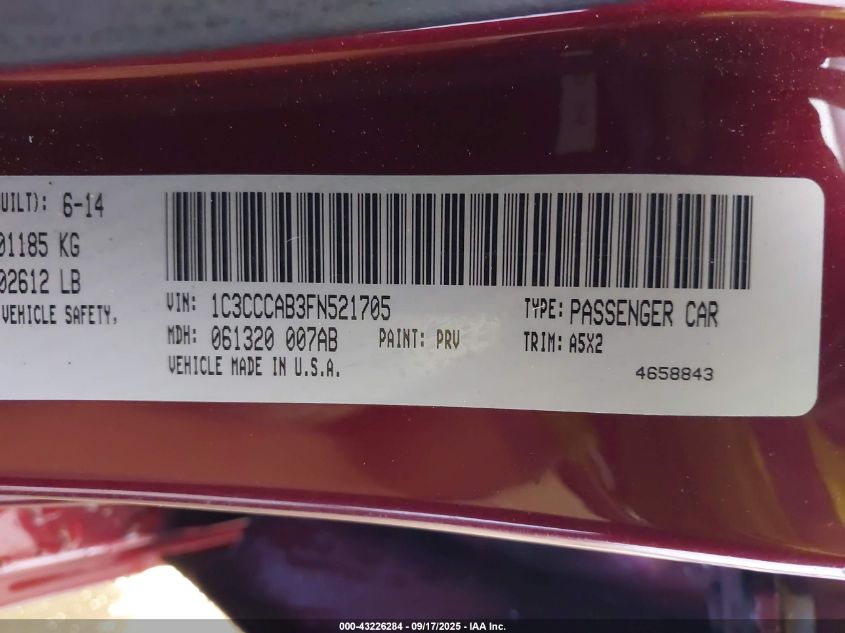 UILT): 6-14
01185 KG
02612 LB
VEHICLE SAFETY,
VIN: 1C3CCCAB3FN521705
TYPE: PASSENGER CAR
MDH: 061320 007AB PAINT: PRV
TRIM: A5X2
VEHICLE MADE IN U.S.A.
4658843
000-43226284 - 09/17/2025 - IAA Inc.